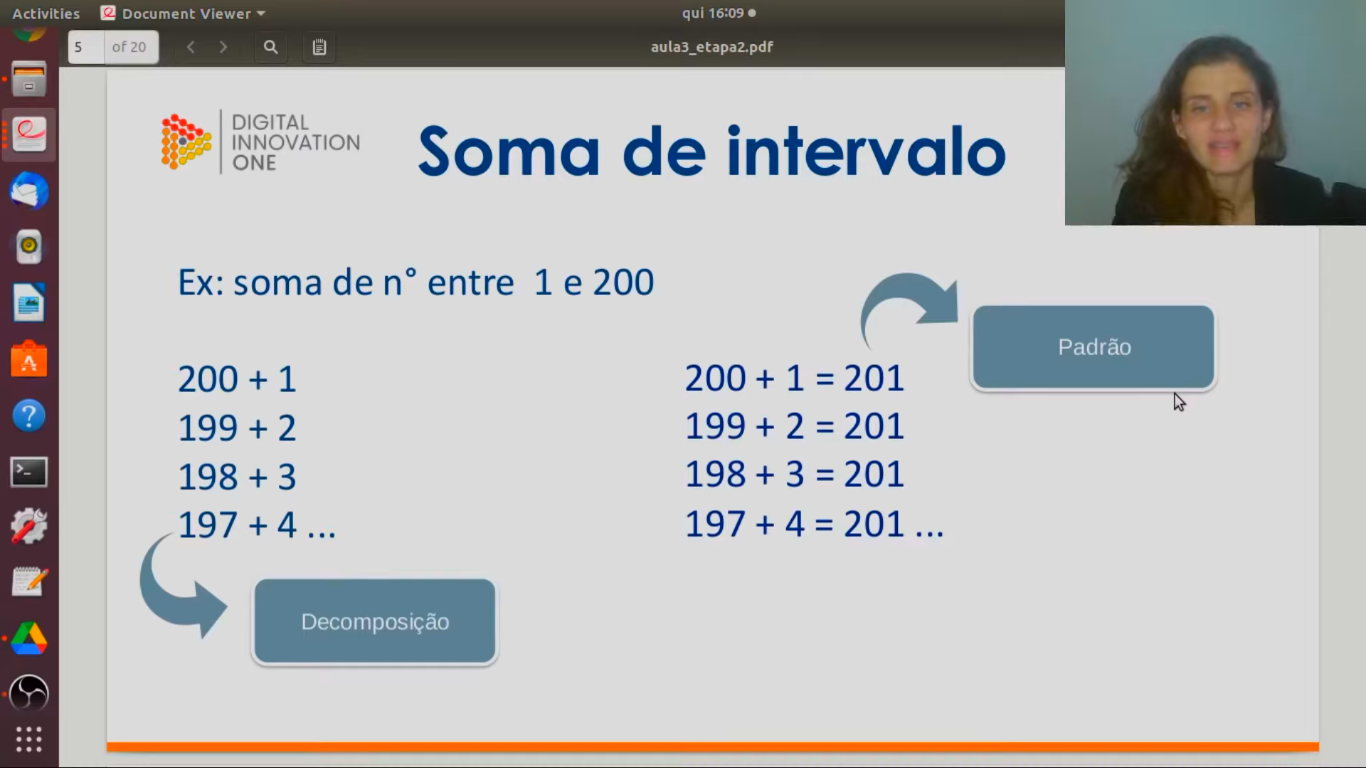 Activities Document Viewer qui 16:09
5 of 20 aula3_etapa2.pdf
DIGITAL
INNOVATION
ONE
Soma de intervalo
Ex: soma de n° entre 1 e 200
Padrão
200 + 1
199 + 2
198 + 3
197 + 4 ...
200 + 1 = 201
199 + 2 = 201
198 + 3 = 201
197 + 4 = 201 ...
Decomposição